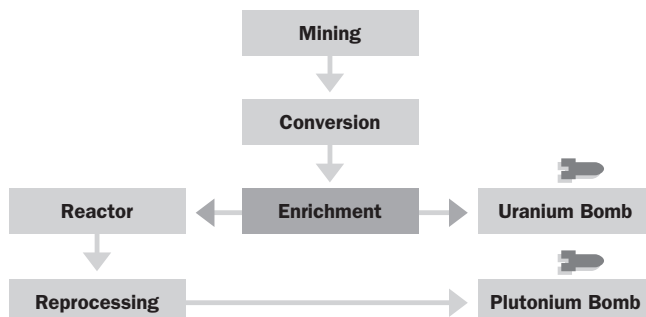 Mining
Conversion
Reactor
Enrichment
Uranium Bomb
Reprocessing
Plutonium Bomb